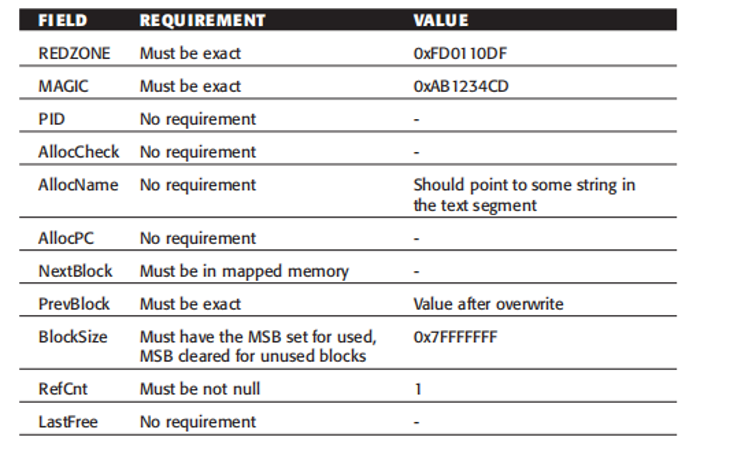 FIELD REQUIREMENT VALUE
REDZONE Must be exact 0xFD0110DF
MAGIC Must be exact 0xAB1234CD
PID No requirement -
AllocCheck No requirement -
AllocName No requirement Should point to some string in
the text segment
AllocPC No requirement -
NextBlock Must be in mapped memory -
PrevBlock Must be exact Value after overwrite
BlockSize Must have the MSB set for used, 0x7FFFFFFF
MSB cleared for unused blocks
RefCnt Must be not null 1
LastFree No requirement -